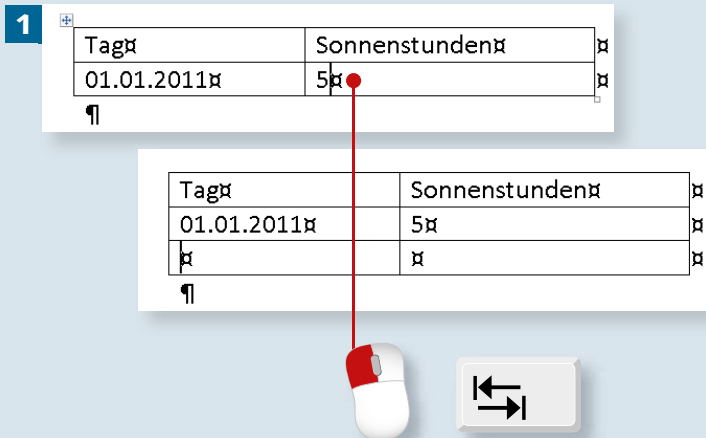 1
Tag¤ Sonnenstunden¤ ¤
01.01.2011¤ 5¤ ¤
¶
Tag¤ Sonnenstunden¤ ¤
01.01.2011¤ 5¤ ¤
¤ ¤ ¤
¶